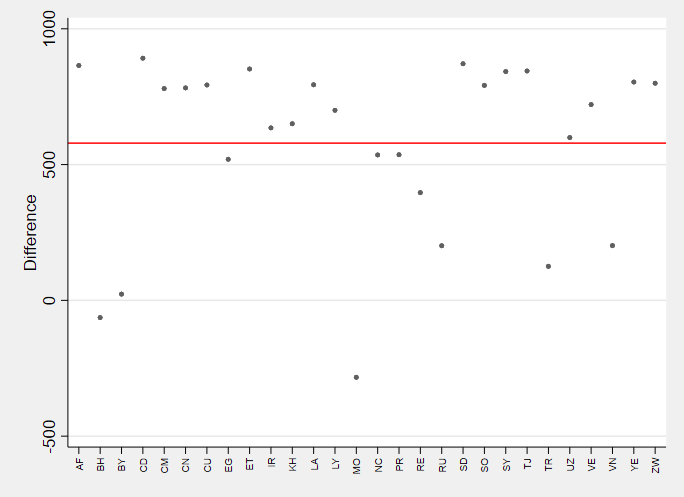 Difference
1000
500
0
-500
AF BH BY CD CM CN CU EG ET IR KH LA LY MO NC PR RE RU SD SO SY TJ TR UZ VE VN YE ZW